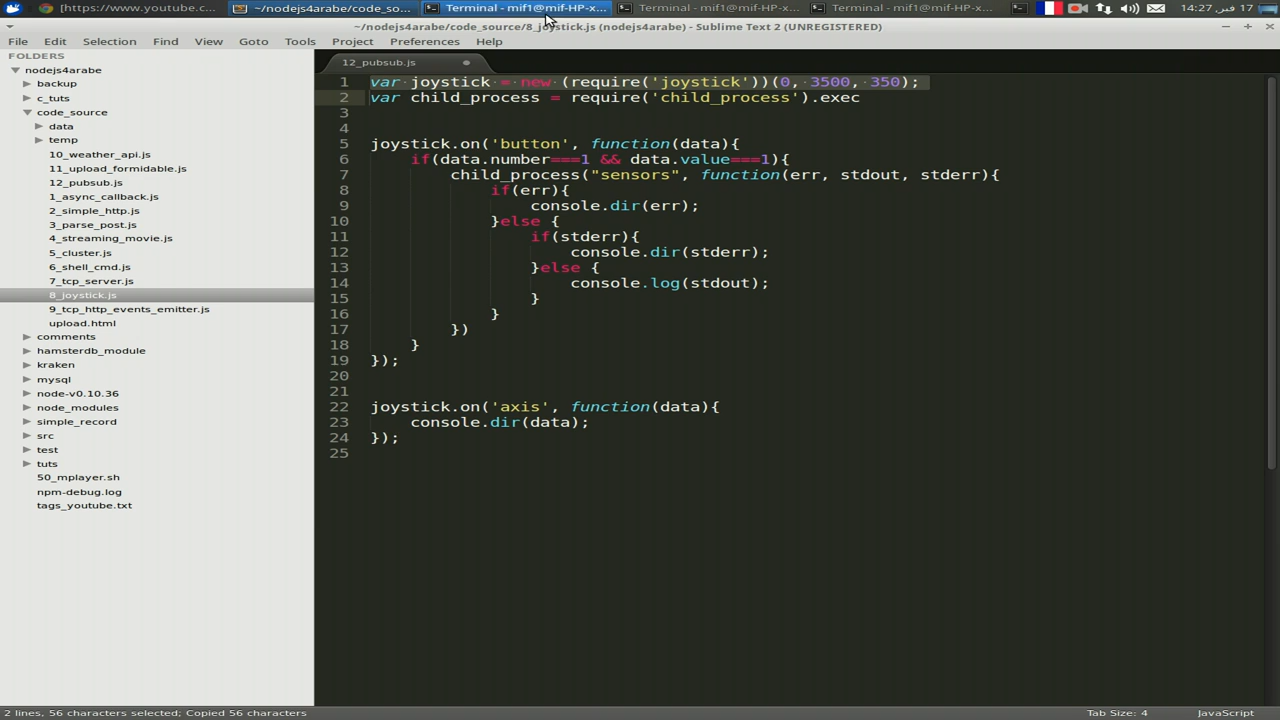 [https://www.youtube.c...
~/nodejs4arabe/code_so...
Terminal - mif1@mif-HP-x...
Terminal - mif1@mif-HP-x...
Terminal - mif1@mif-HP-x...
17 فبر, 14:27
~/nodejs4arabe/code_source/8_joystick.js (nodejs4arabe) - Sublime Text 2 (UNREGISTERED)
File Edit Selection Find View Goto Tools Project Preferences Help
FOLDERS
nodejs4arabe
backup
c_tuts
code_source
data
temp
10_weather_api.js
11_upload_formidable.js
12_pubsub.js
1_async_callback.js
2_simple_http.js
3_parse_post.js
4_streaming_movie.js
5_cluster.js
6_shell_cmd.js
7_tcp_server.js
8_joystick.js
9_tcp_http_events_emitter.js
upload.html
comments
hamsterdb_module
kraken
mysql
node-v0.10.36
node_modules
simple_record
src
test
tuts
50_mplayer.sh
npm-debug.log
tags_youtube.txt
12_pubsub.js
1 var joystick = new (require('joystick'))(0, 3500, 350);
2 var child_process = require('child_process').exec
3
4
5 joystick.on('button', function(data){
6     if(data.number===1 && data.value===1){
7         child_process("sensors", function(err, stdout, stderr){
8             if(err){
9                 console.dir(err);
10             }else {
11                 if(stderr){
12                     console.dir(stderr);
13                 }else {
14                     console.log(stdout);
15                 }
16             }
17         })
18     }
19 });
20
21
22 joystick.on('axis', function(data){
23     console.dir(data);
24 });
25
2 lines, 56 characters selected; Copied 56 characters
Tab Size: 4
JavaScript